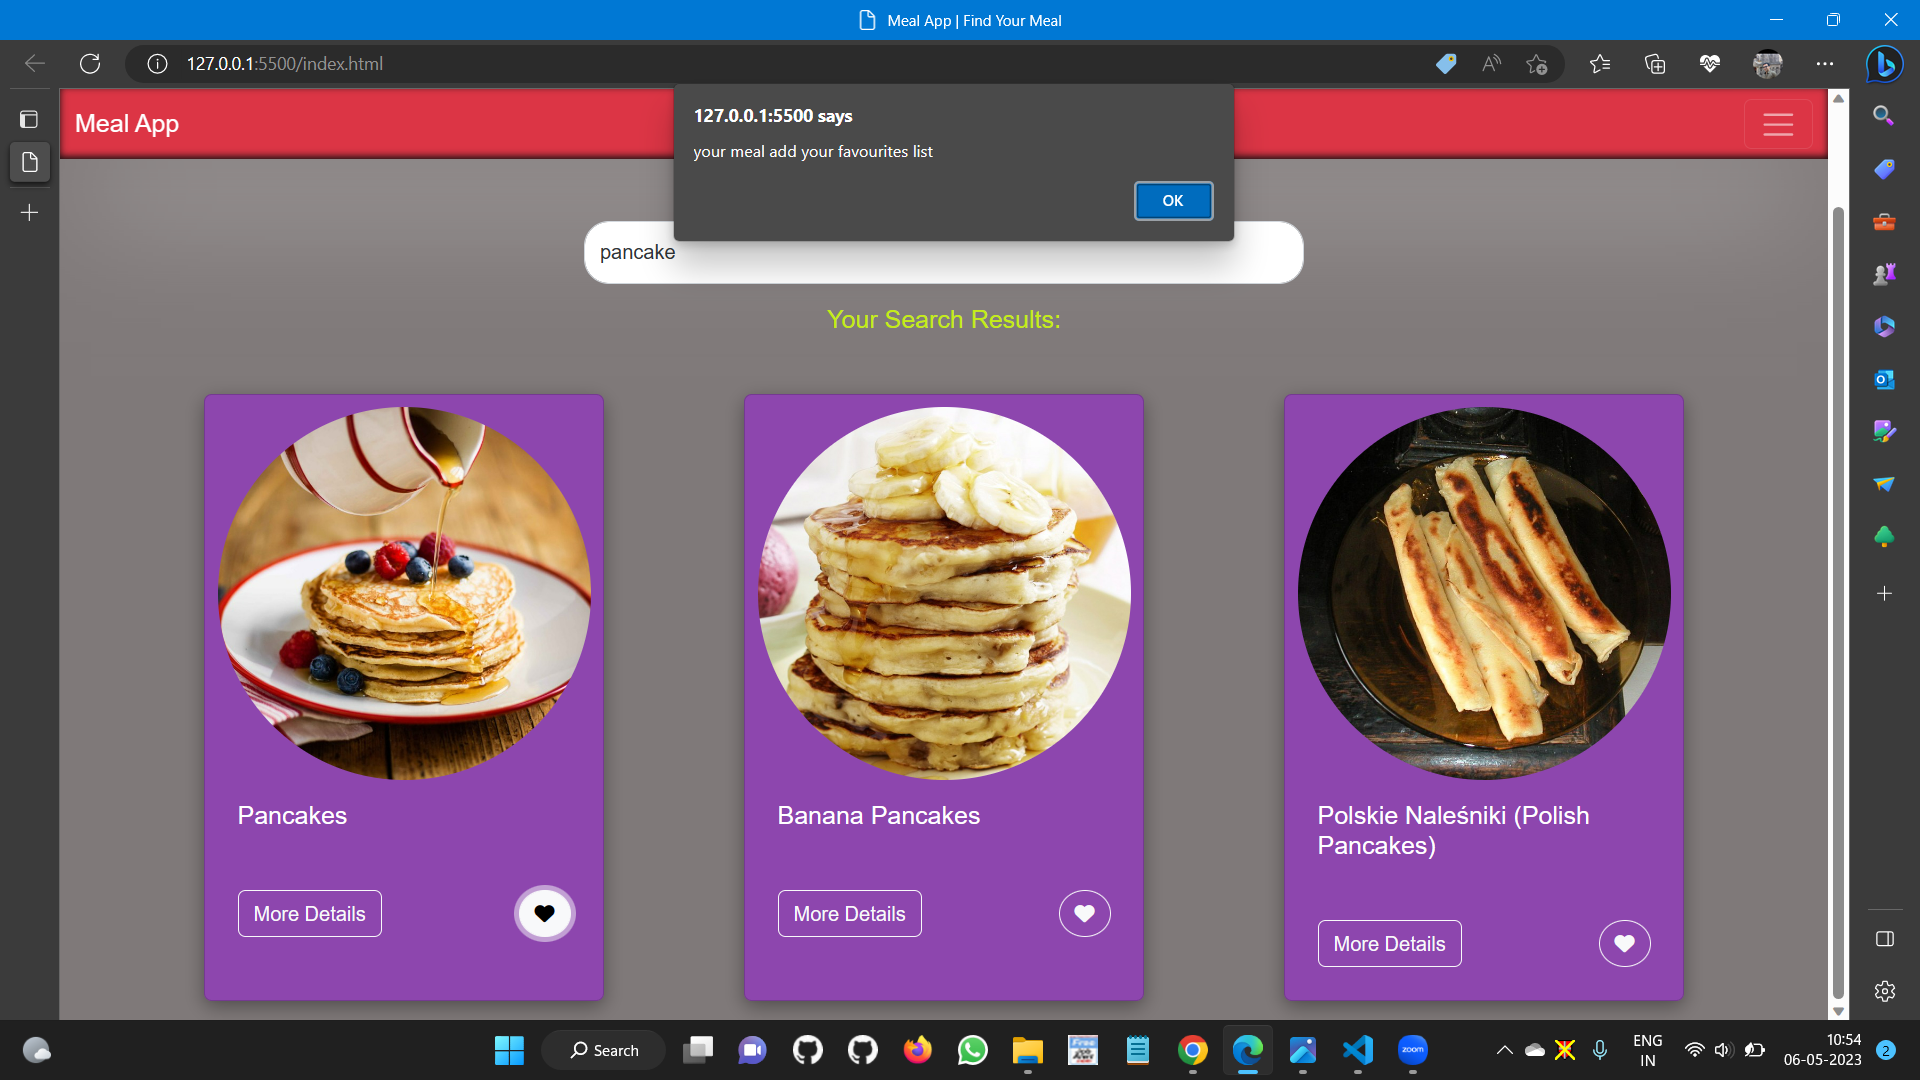 Meal App | Find Your Meal
127.0.0.1:5500/index.html
Meal App
127.0.0.1:5500 says
your meal add your favourites list
OK
pancake
Your Search Results:
Pancakes
Banana Pancakes
Polskie Naleśniki (Polish
Pancakes)
More Details
More Details
More Details
Search
zoom
ENG
IN
10:54
06-05-2023
2